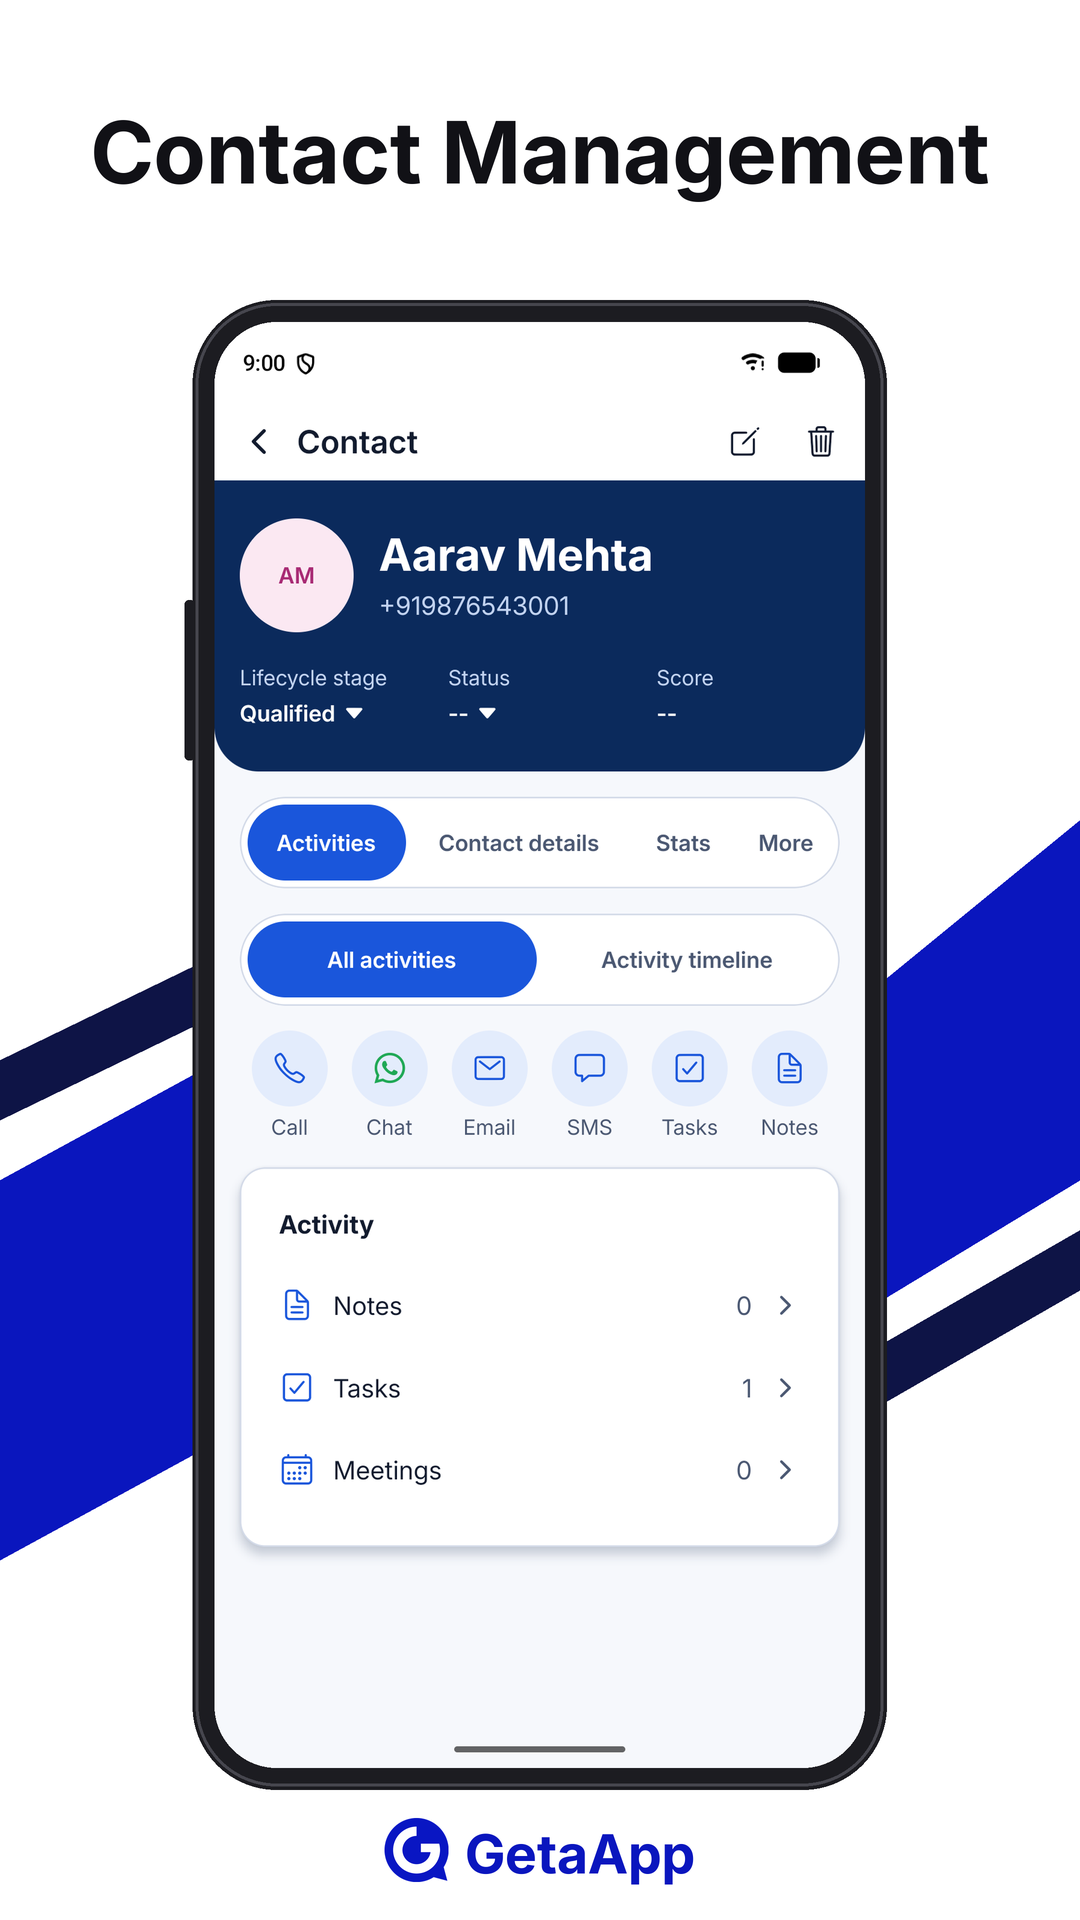 Contact Management
9:00
Contact
AM
Aarav Mehta
+919876543001
Lifecycle stage Status Score
Qualified -- --
Activities Contact details Stats More
All activities Activity timeline
Call Chat Email SMS Tasks Notes
Activity
Notes 0
Tasks 1
Meetings 0
GetaApp